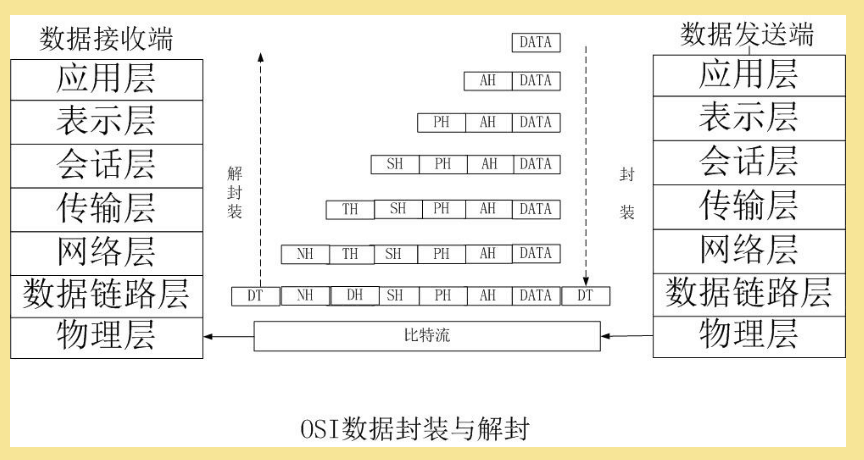 数据接收端
数据发送端
DATA
应用层
AH DATA
应用层
表示层
PH AH DATA
表示层
会话层
SH PH AH DATA
会话层
解封装
封装
传输层
TH SH PH AH DATA
传输层
网络层
NH TH SH PH AH DATA
网络层
数据链路层
DT NH DH SH PH AH DATA DT
数据链路层
物理层
比特流
物理层
OSI数据封装与解封